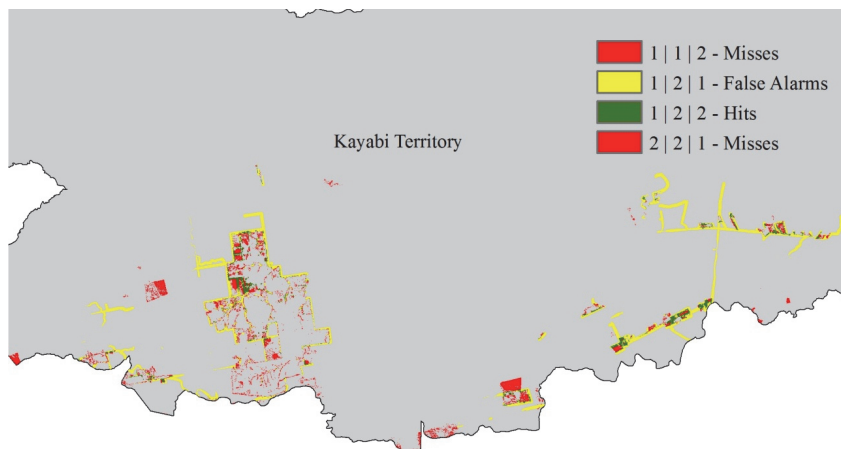 1 | 1 | 2 - Misses
1 | 2 | 1 - False Alarms
1 | 2 | 2 - Hits
2 | 2 | 1 - Misses
Kayabi Territory